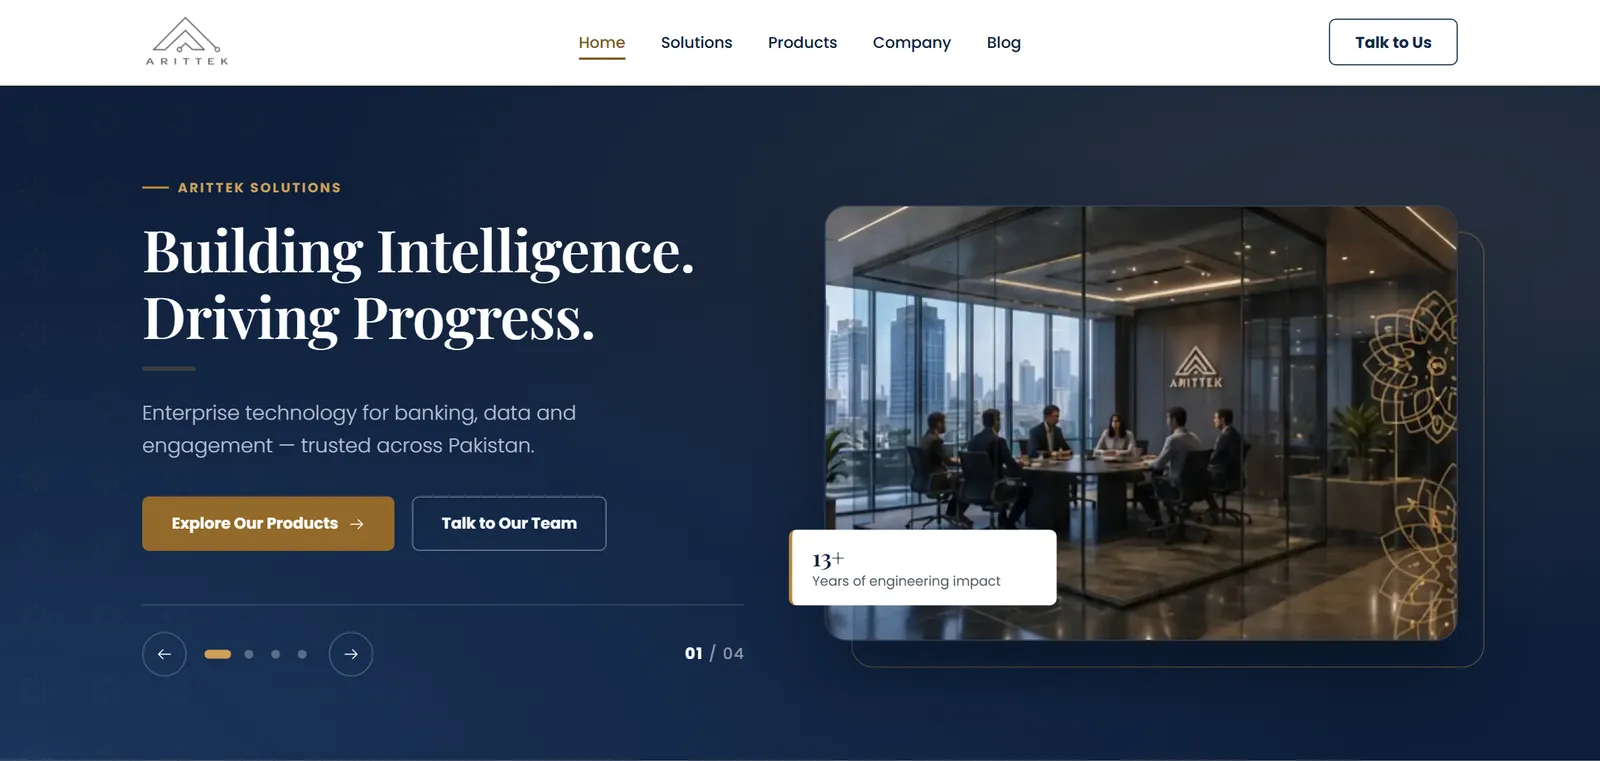 ARITTEK
Home
Solutions
Products
Company
Blog
Talk to Us
ARITTEK SOLUTIONS
Building Intelligence.
Driving Progress.
Enterprise technology for banking, data and
engagement — trusted across Pakistan.
Explore Our Products →
Talk to Our Team
← →
01 / 04
ARITTEK
13+
Years of engineering impact